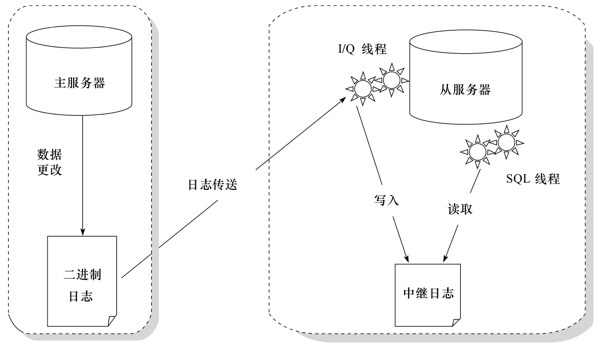 主服务器
数据
更改
二进制
日志
日志传送
I/Q 线程
从服务器
SQL 线程
写入
读取
中继日志